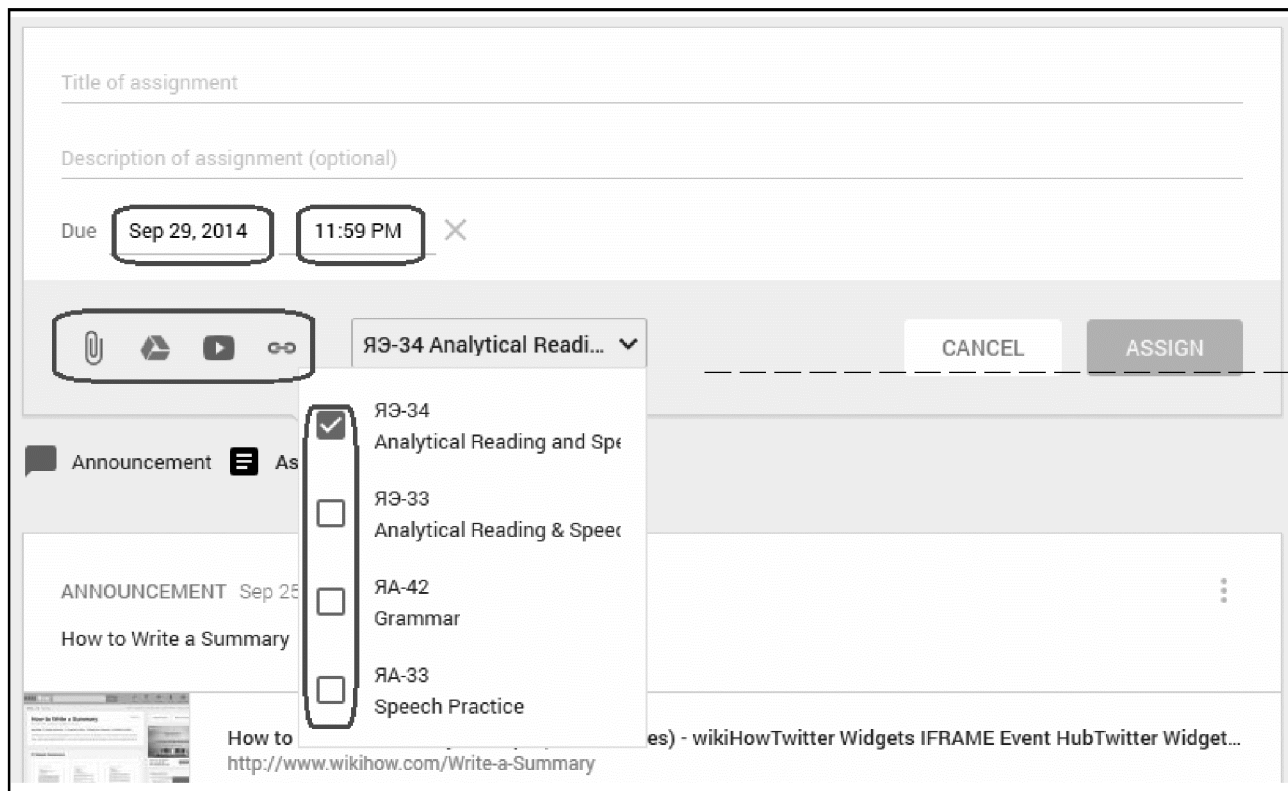 Title of assignment
Description of assignment (optional)
Due Sep 29, 2014 11:59 PM
ЯЭ-34 Analytical Readi...
CANCEL
ASSIGN
ЯЭ-34
Analytical Reading and Spe
Announcement
As
ЯЭ-33
Analytical Reading & Speec
ЯА-42
Grammar
ANNOUNCEMENT Sep 25
How to Write a Summary
ЯА-33
Speech Practice
How to
es) - wikiHowTwitter Widgets IFRAME Event HubTwitter Widget...
http://www.wikihow.com/Write-a-Summary